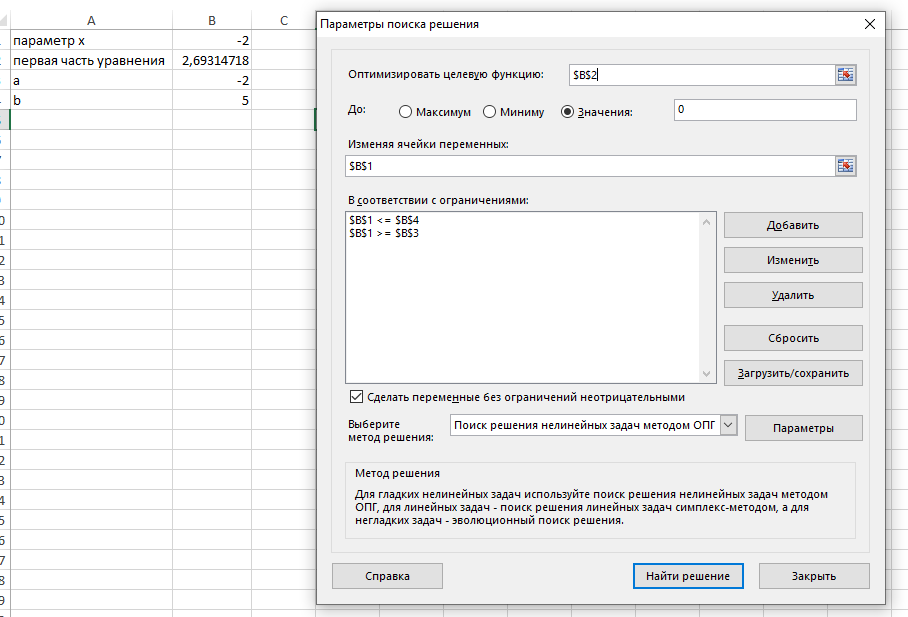 A B C
параметр x -2
первая часть уравнения 2,69314718
a -2
b 5
Параметры поиска решения
Оптимизировать целевую функцию: $B$2
До: Максимум Миниму Значения: 0
Изменяя ячейки переменных:
$B$1
В соответствии с ограничениями:
$B$1 <= $B$4
$B$1 >= $B$3
Добавить
Изменить
Удалить
Сбросить
Загрузить/сохранить
Сделать переменные без ограничений неотрицательными
Выберите
метод решения:
Поиск решения нелинейных задач методом ОПГ
Параметры
Метод решения
Для гладких нелинейных задач используйте поиск решения нелинейных задач методом
ОПГ, для линейных задач - поиск решения линейных задач симплекс-методом, а для
негладких задач - эволюционный поиск решения.
Справка Найти решение Закрыть